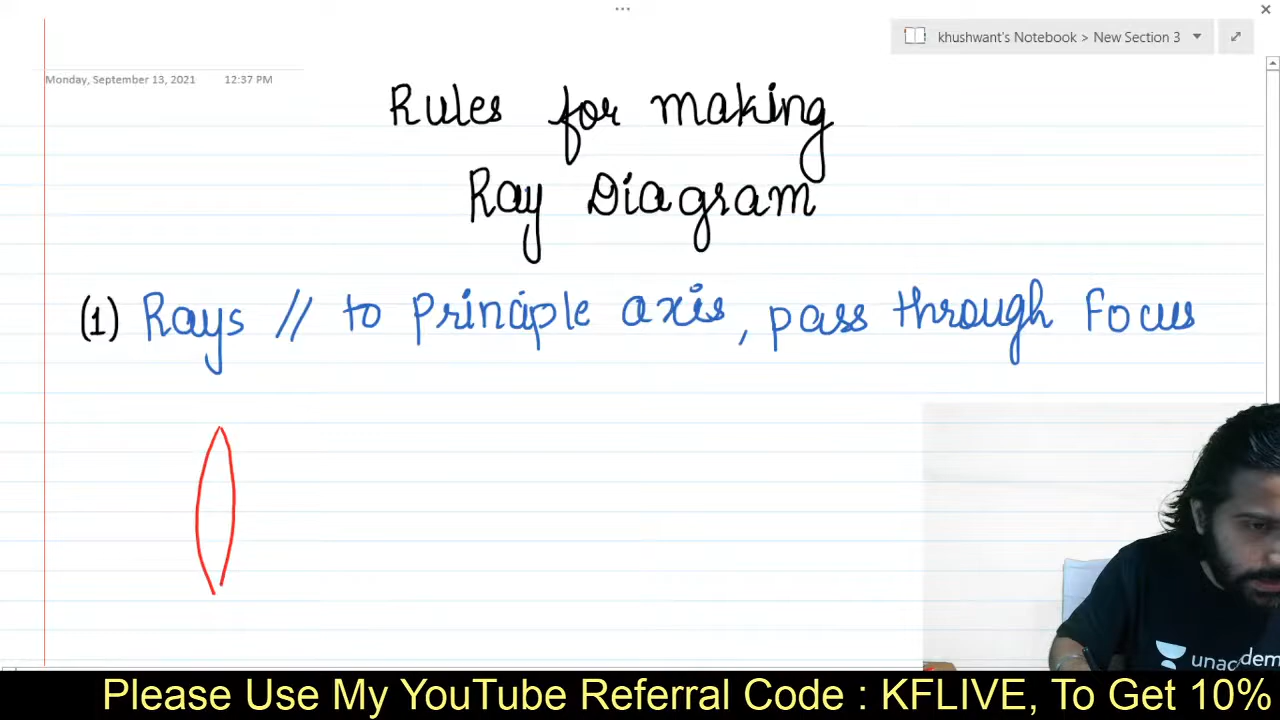 khushwant's Notebook > New Section 3
Monday, September 13, 2021 12:37 PM
Rules for making
Ray Diagram
(1) Rays // to Principle axis, pass through Focus
unacademy
Please Use My YouTube Referral Code : KFLIVE, To Get 10%